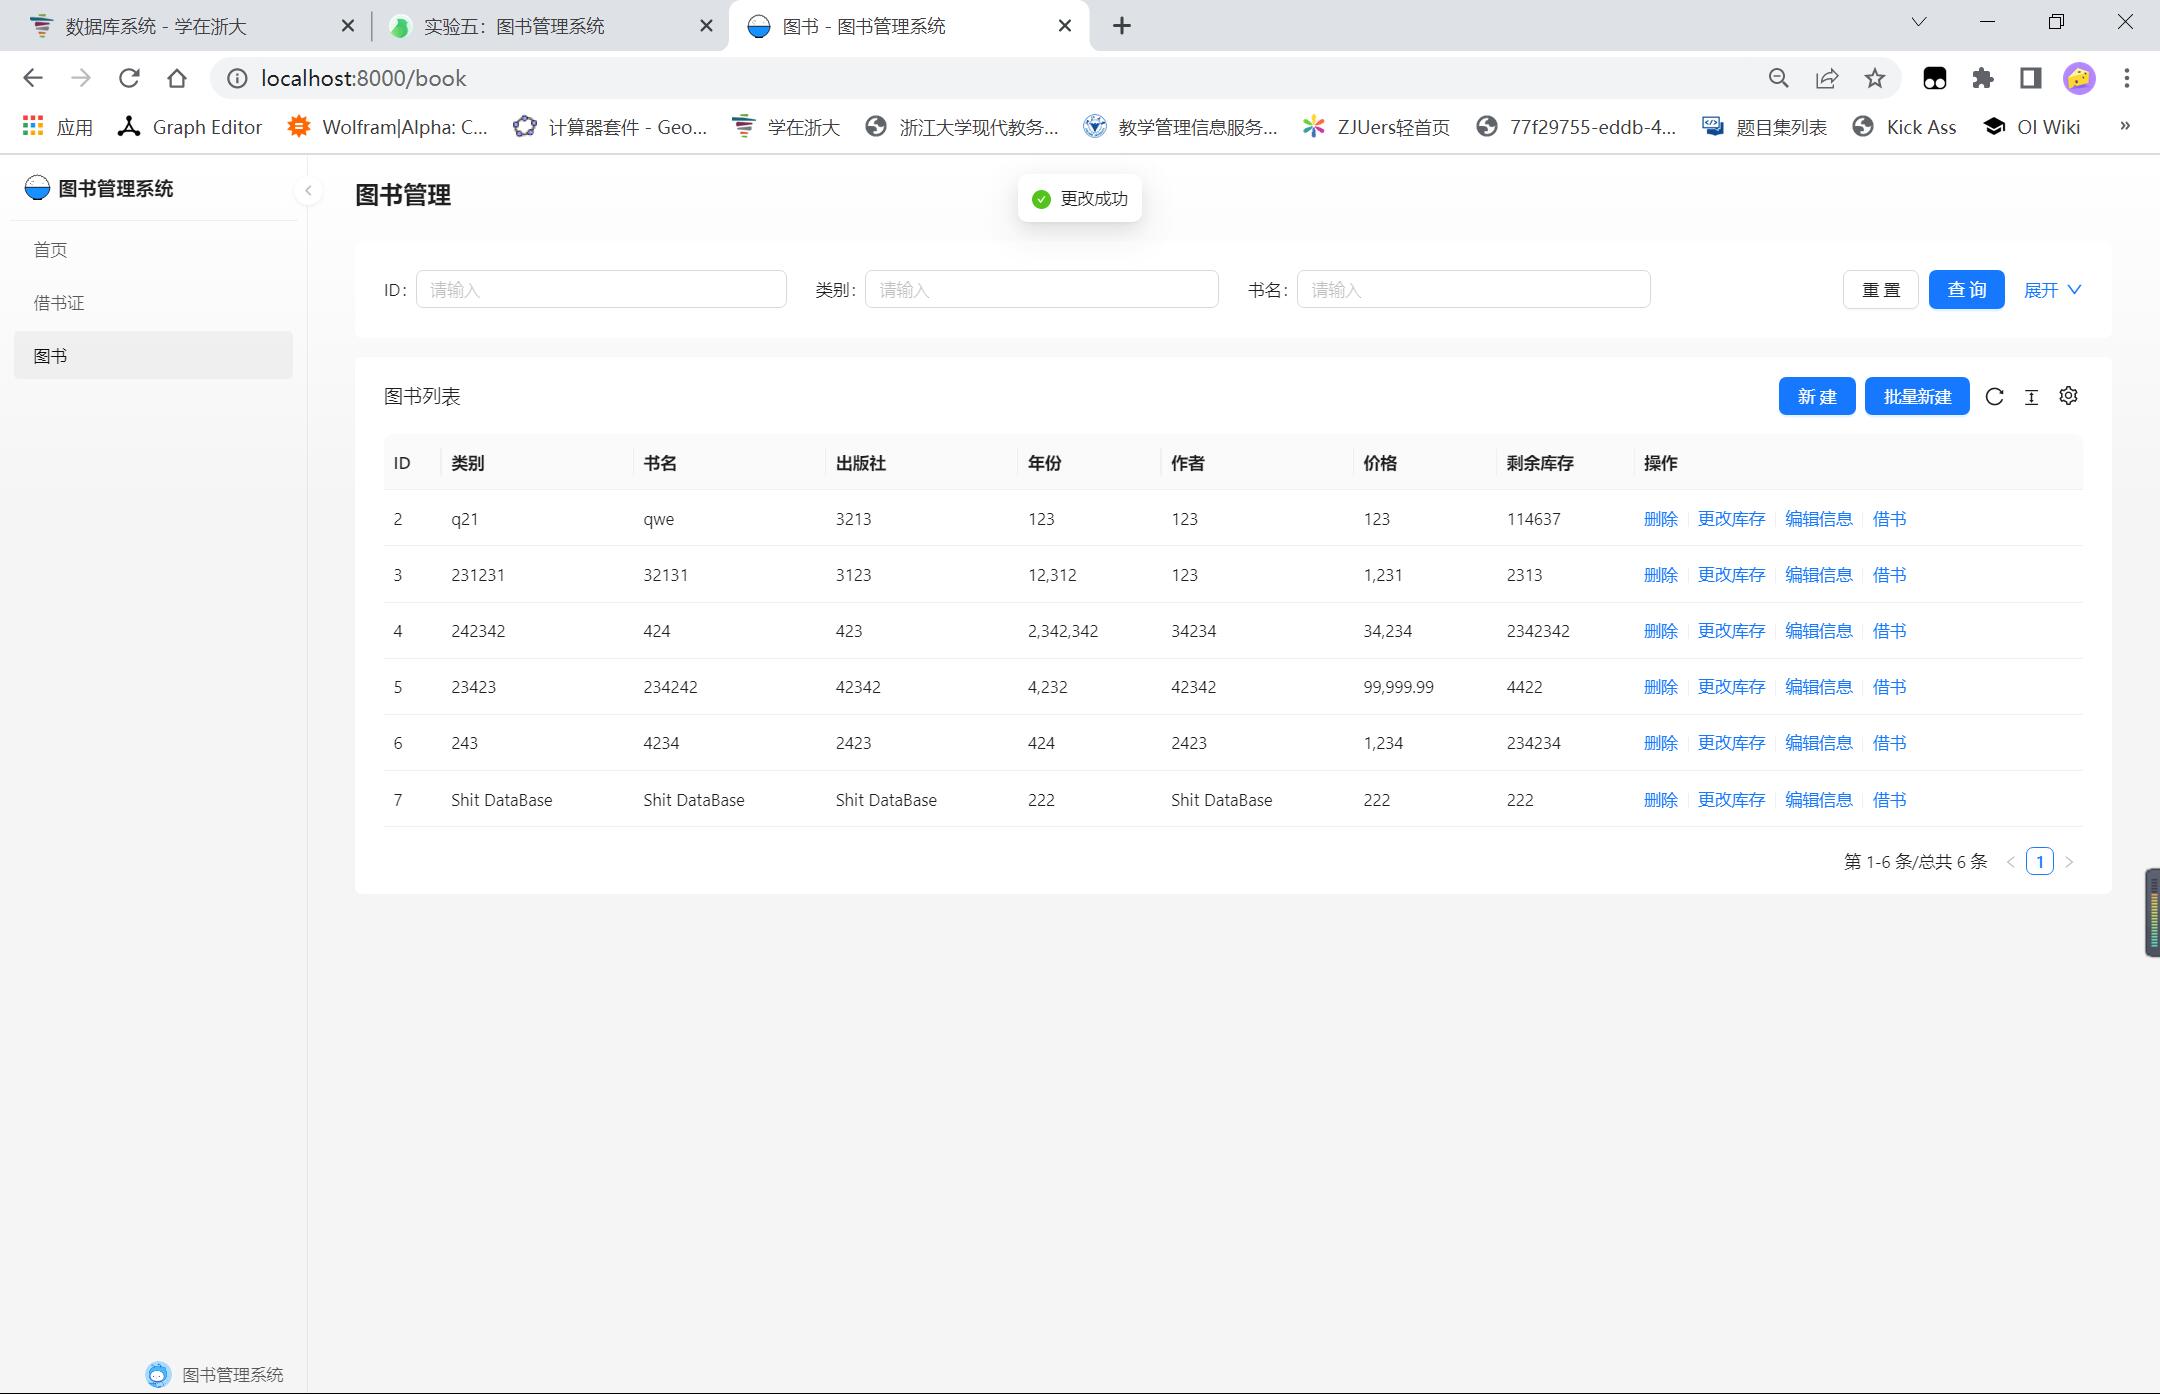 数据库系统 - 学在浙大
实验五：图书管理系统
图书 - 图书管理系统
localhost:8000/book
应用
Graph Editor
Wolfram|Alpha: C...
计算器套件 - Geo...
学在浙大
浙江大学现代教务...
教学管理信息服务...
ZJUers轻首页
77f29755-eddb-4...
题目集列表
Kick Ass
OI Wiki
»
图书管理系统
首页
借书证
图书
图书管理
更改成功
ID: 请输入 类别: 请输入 书名: 请输入 重 置 查 询 展开
图书列表 新 建 批量新建
ID 类别 书名 出版社 年份 作者 价格 剩余库存 操作
2 q21 qwe 3213 123 123 123 114637 删除 更改库存 编辑信息 借书
3 231231 32131 3123 12,312 123 1,231 2313 删除 更改库存 编辑信息 借书
4 242342 424 423 2,342,342 34234 34,234 2342342 删除 更改库存 编辑信息 借书
5 23423 234242 42342 4,232 42342 99,999.99 4422 删除 更改库存 编辑信息 借书
6 243 4234 2423 424 2423 1,234 234234 删除 更改库存 编辑信息 借书
7 Shit DataBase Shit DataBase Shit DataBase 222 Shit DataBase 222 222 删除 更改库存 编辑信息 借书
第 1-6 条/总共 6 条 < 1 >
图书管理系统